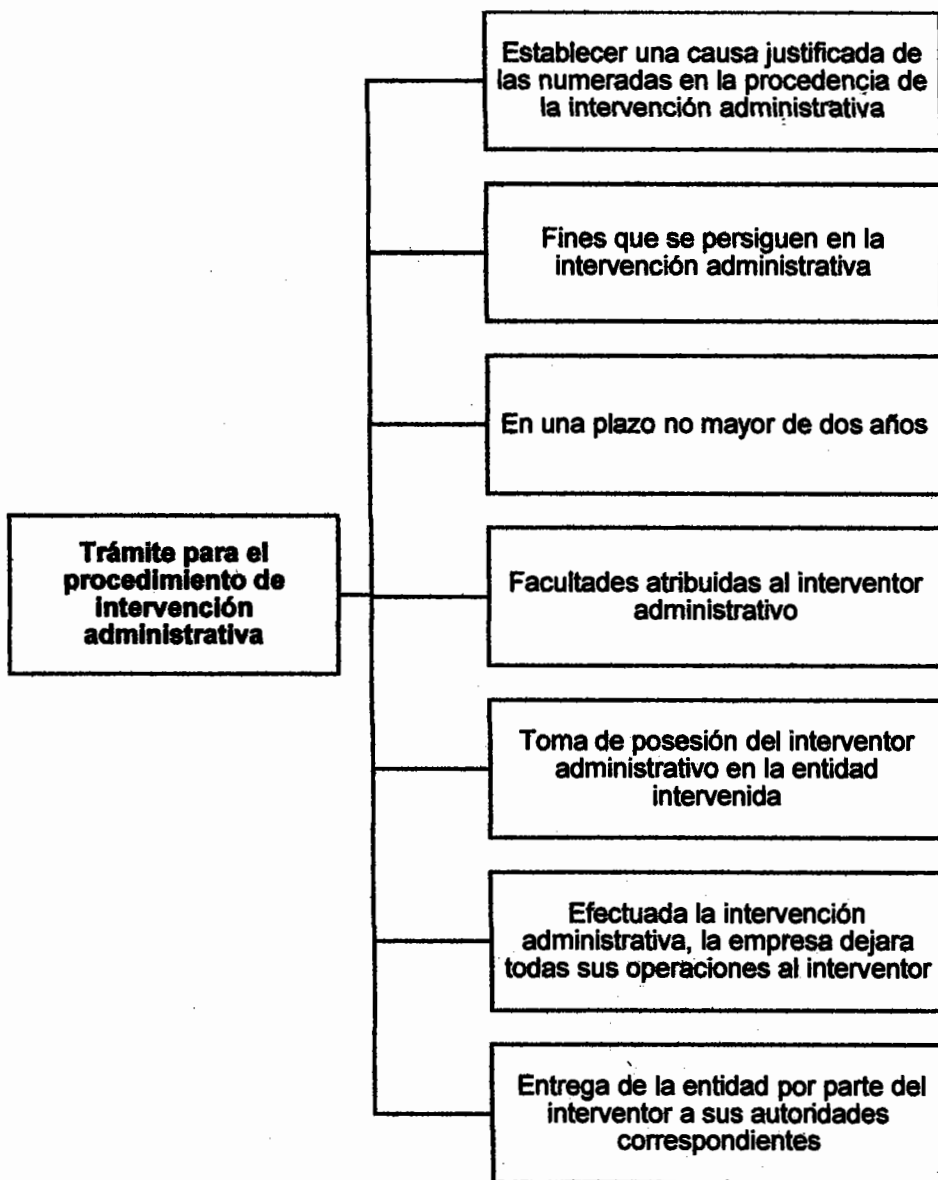 Establecer una causa justificada de
las numeradas en la procedencia de
la intervención administrativa
Fines que se persiguen en la
intervención administrativa
En una plazo no mayor de dos años
Trámite para el
procedimiento de
intervención
administrativa
Facultades atribuidas al interventor
administrativo
Toma de posesión del interventor
administrativo en la entidad
intervenida
Efectuada la intervención
administrativa, la empresa dejara
todas sus operaciones al interventor
Entrega de la entidad por parte del
interventor a sus autoridades
correspondientes